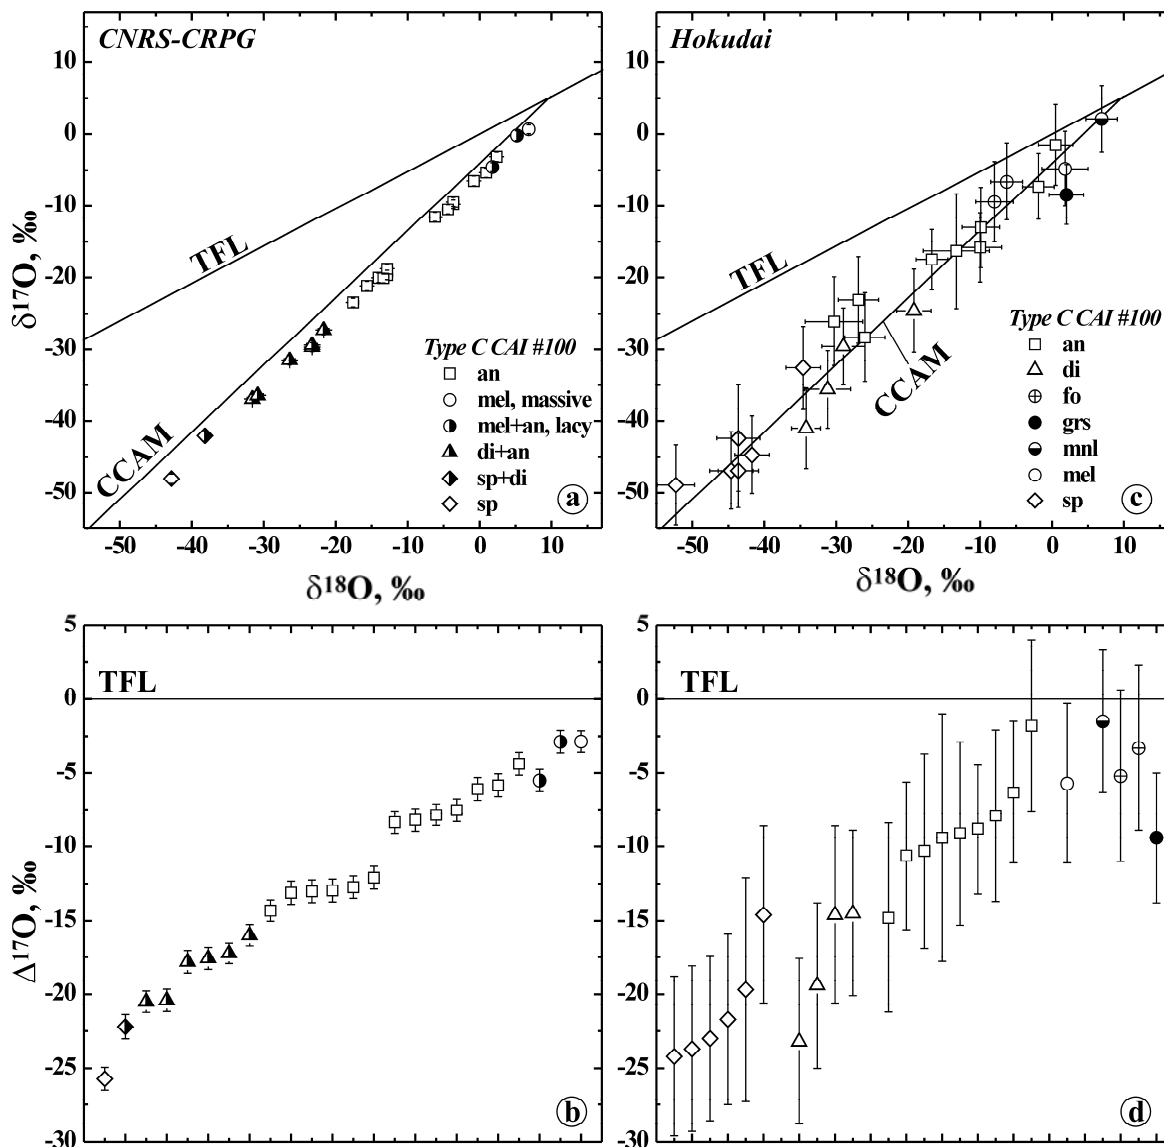 CNRS-CRPG
10
0
-10
-20
-30
-40
-50
δ17O, ‰
TFL
CCAM
Type C CAI #100
an
mel, massive
mel+an, lacy
di+an
sp+di
sp
a
-50 -40 -30 -20 -10 0 10
δ18O, ‰
Hokudai
10
0
-10
-20
-30
-40
-50
TFL
CCAM
Type C CAI #100
an
di
fo
grs
mnl
mel
sp
c
-50 -40 -30 -20 -10 0 10
δ18O, ‰
5
0
-5
-10
-15
-20
-25
-30
Δ17O, ‰
TFL
b
5
0
-5
-10
-15
-20
-25
-30
TFL
d